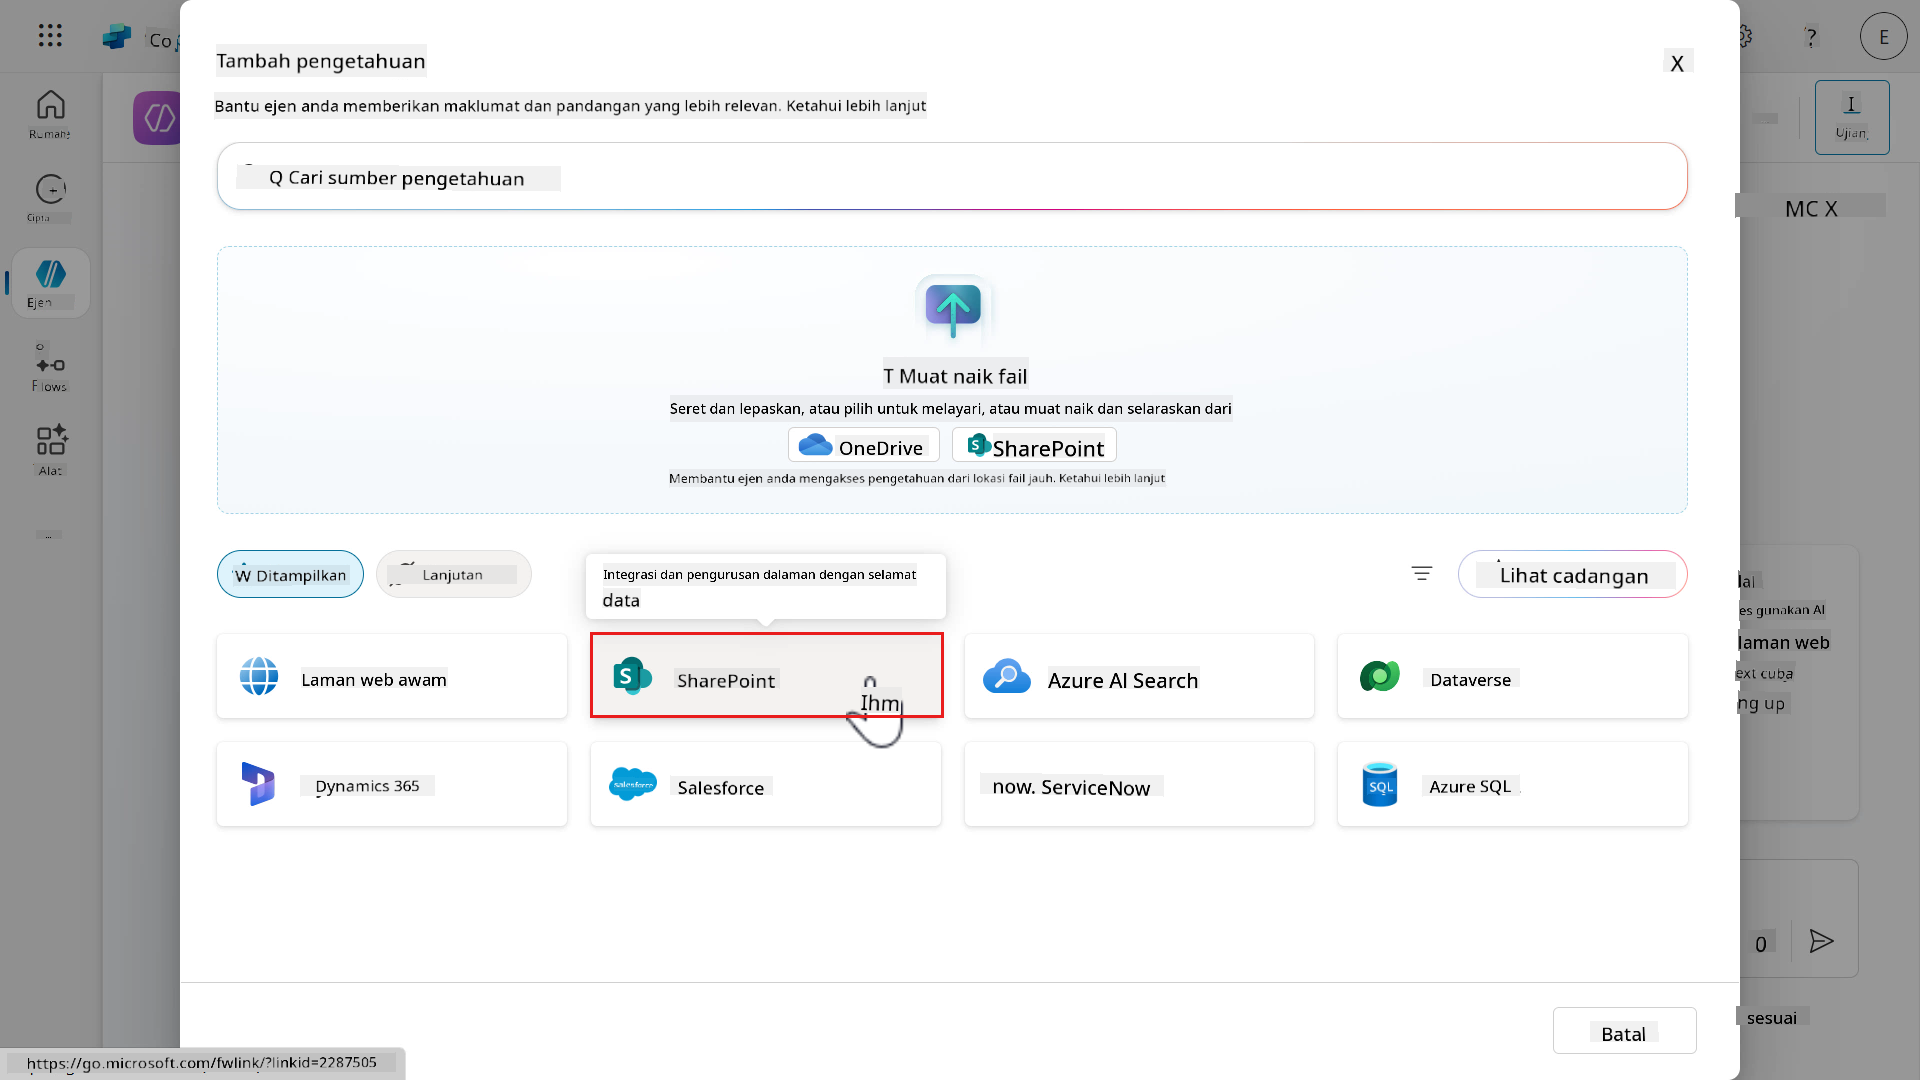 Co
?
E
Tambah pengetahuan
X
Bantu ejen anda memberikan maklumat dan pandangan yang lebih relevan. Ketahui lebih lanjut
Rumah
I
Ujian
Q Cari sumber pengetahuan
Cipta
MC X
Ejen
T Muat naik fail
Flows
Seret dan lepaskan, atau pilih untuk melayari, atau muat naik dan selaraskan dari
OneDrive
SharePoint
Alat
Membantu ejen anda mengakses pengetahuan dari lokasi fail jauh. Ketahui lebih lanjut
...
W Ditampilkan
Lanjutan
Integrasi dan pengurusan dalaman dengan selamat
data
Lihat cadangan
lai
es gunakan AI
laman web
ext cuba
ng up
Laman web awam
SharePoint
Ihm
Azure AI Search
Dataverse
Dynamics 365
salesforce
Salesforce
now. ServiceNow
SQL
Azure SQL
0
sesuai
Batal
https://go.microsoft.com/fwlink/?linkid=2287505